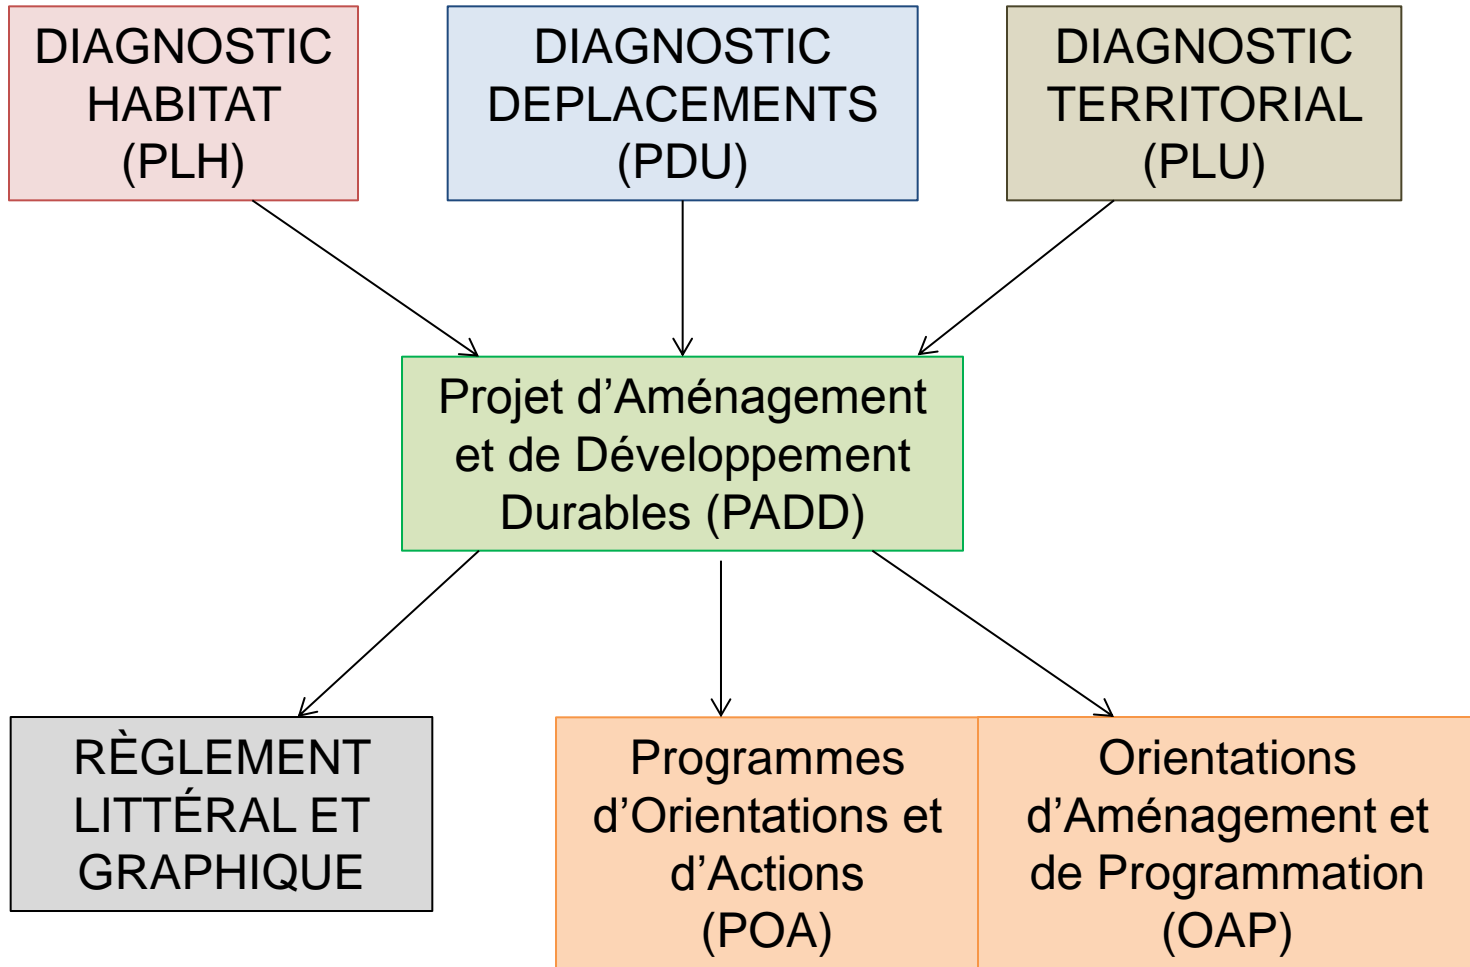 DIAGNOSTIC
HABITAT
(PLH)
DIAGNOSTIC
DEPLACEMENTS
(PDU)
DIAGNOSTIC
TERRITORIAL
(PLU)
Projet d’Aménagement
et de Développement
Durables (PADD)
RÈGLEMENT
LITTÉRAL ET
GRAPHIQUE
Programmes
d’Orientations et
d’Actions
(POA)
Orientations
d’Aménagement et
de Programmation
(OAP)